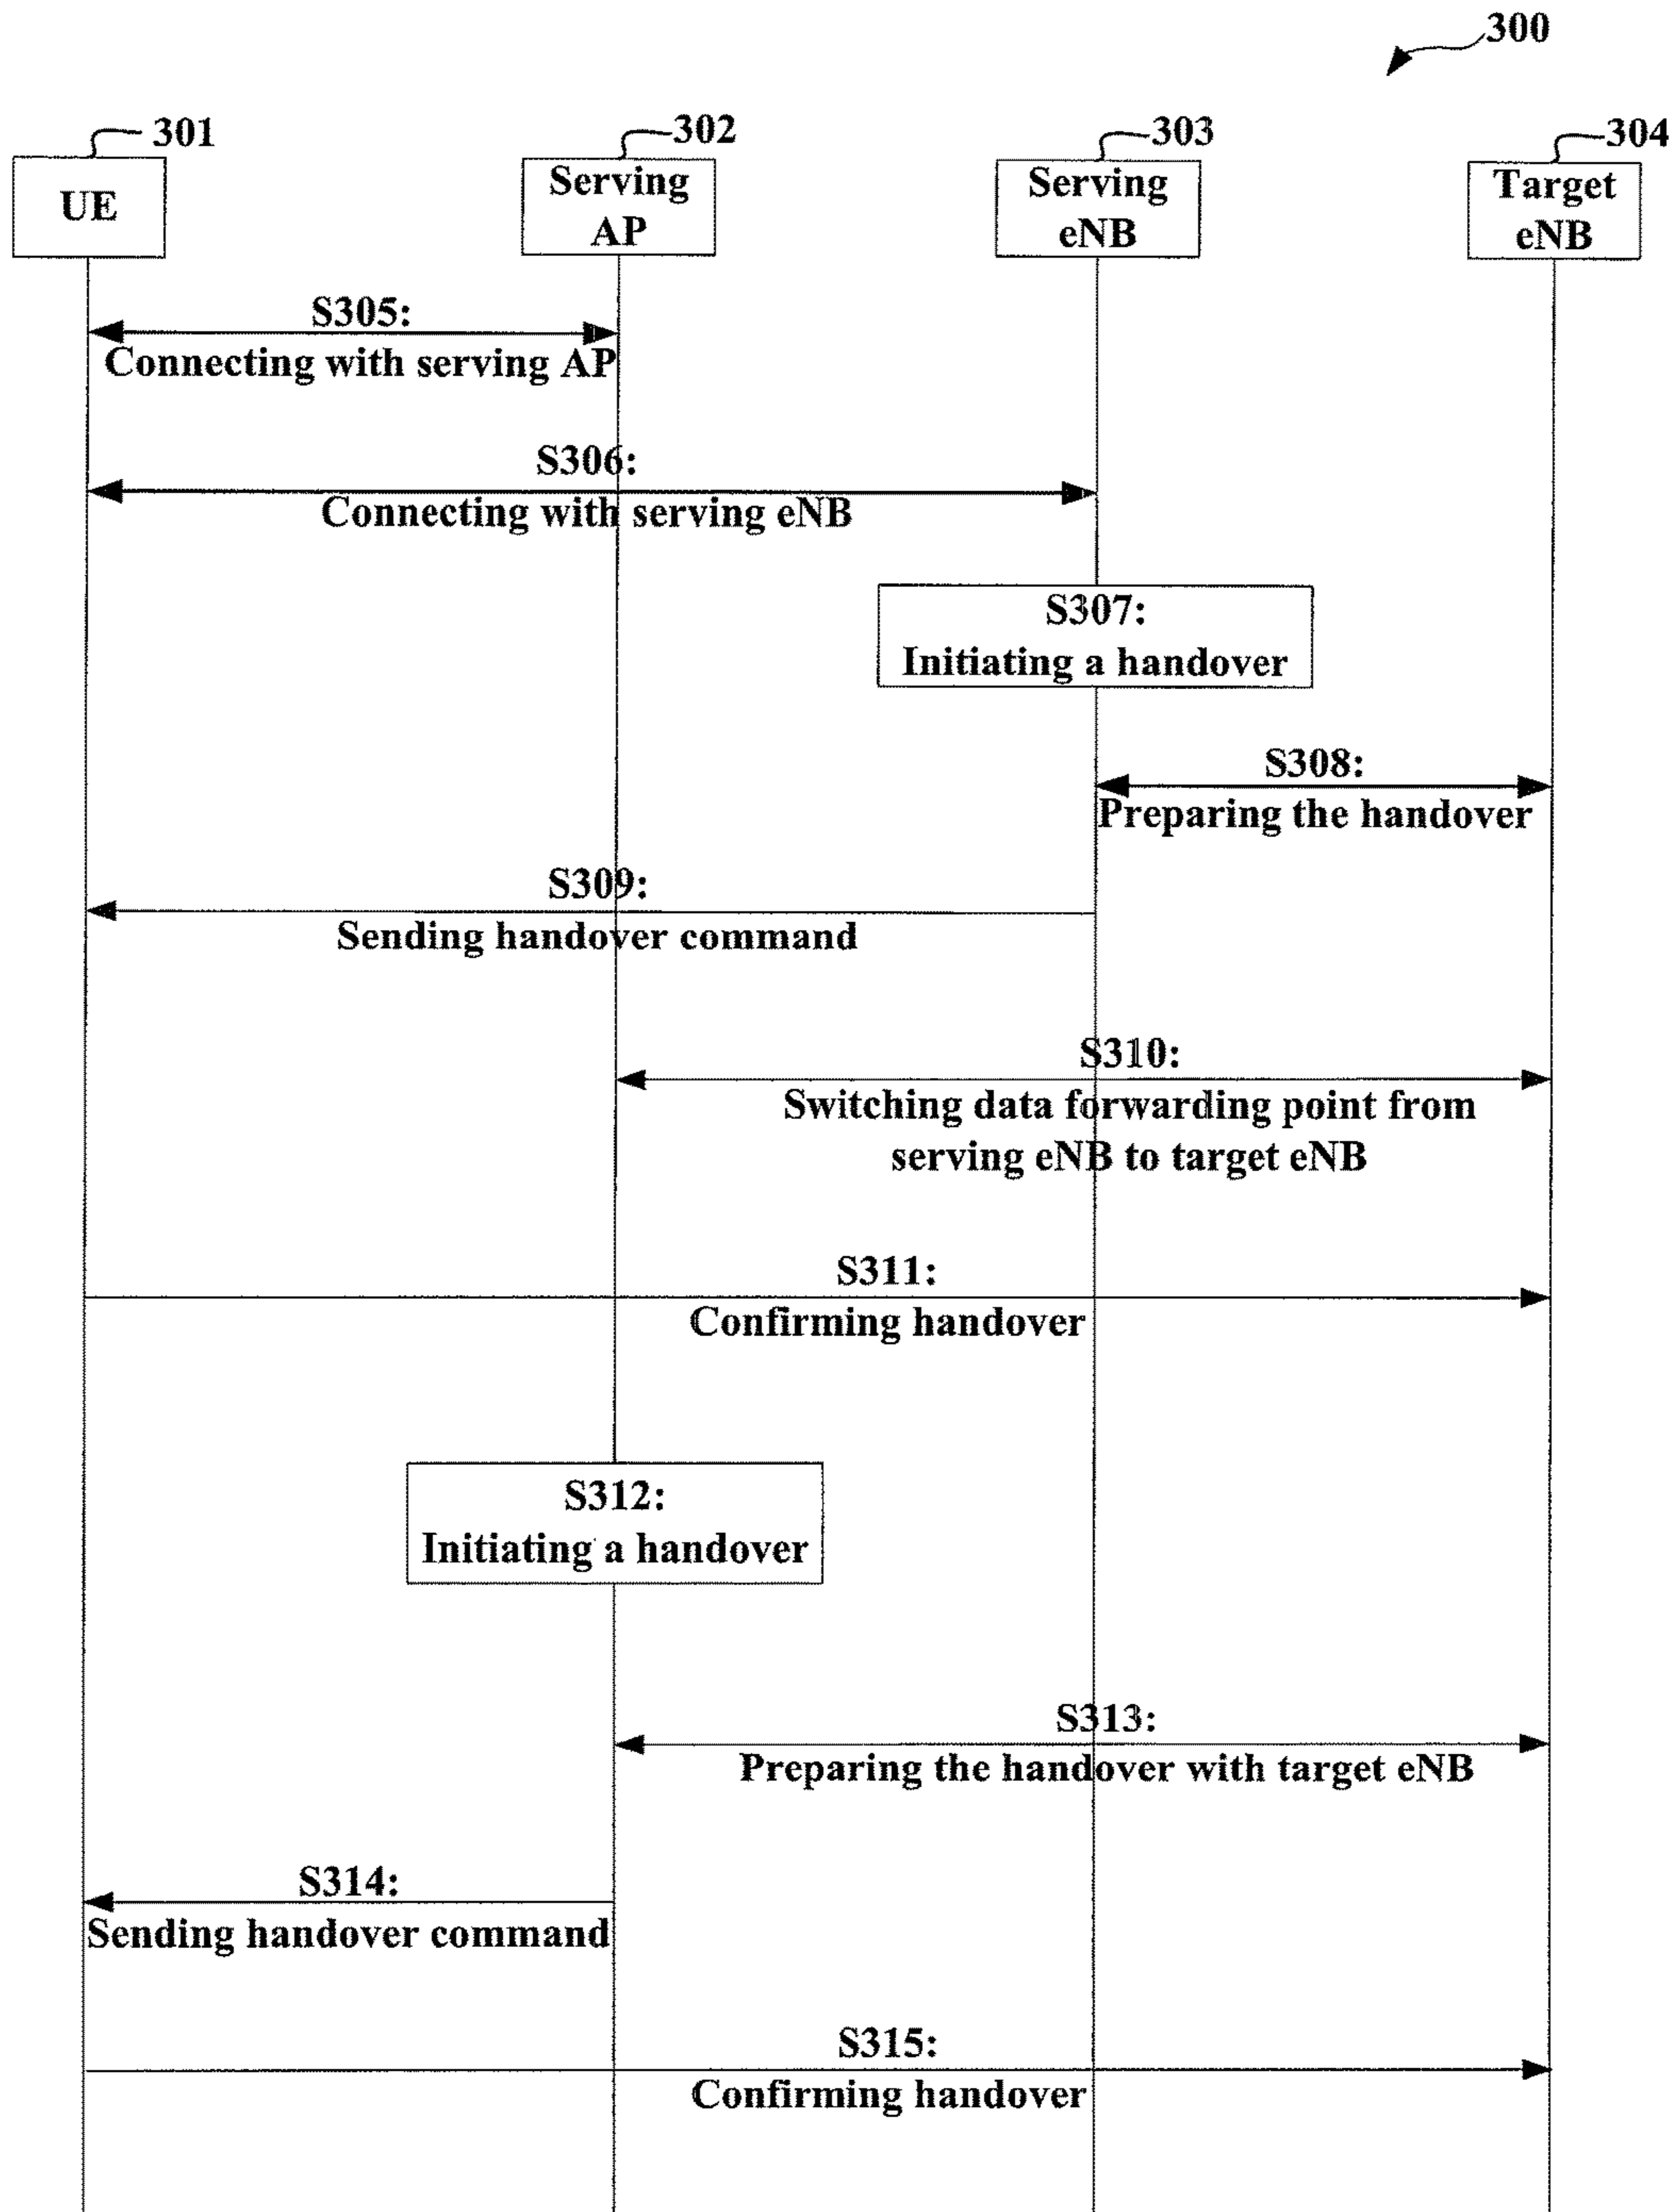 300
301
302
303
304
UE
Serving
AP
Serving
eNB
Target
eNB
S305:
Connecting with serving AP
S306:
Connecting with serving eNB
S307:
Initiating a handover
S308:
Preparing the handover
S309:
Sending handover command
S310:
Switching data forwarding point from
serving eNB to target eNB
S311:
Confirming handover
S312:
Initiating a handover
S313:
Preparing the handover with target eNB
S314:
Sending handover command
S315:
Confirming handover